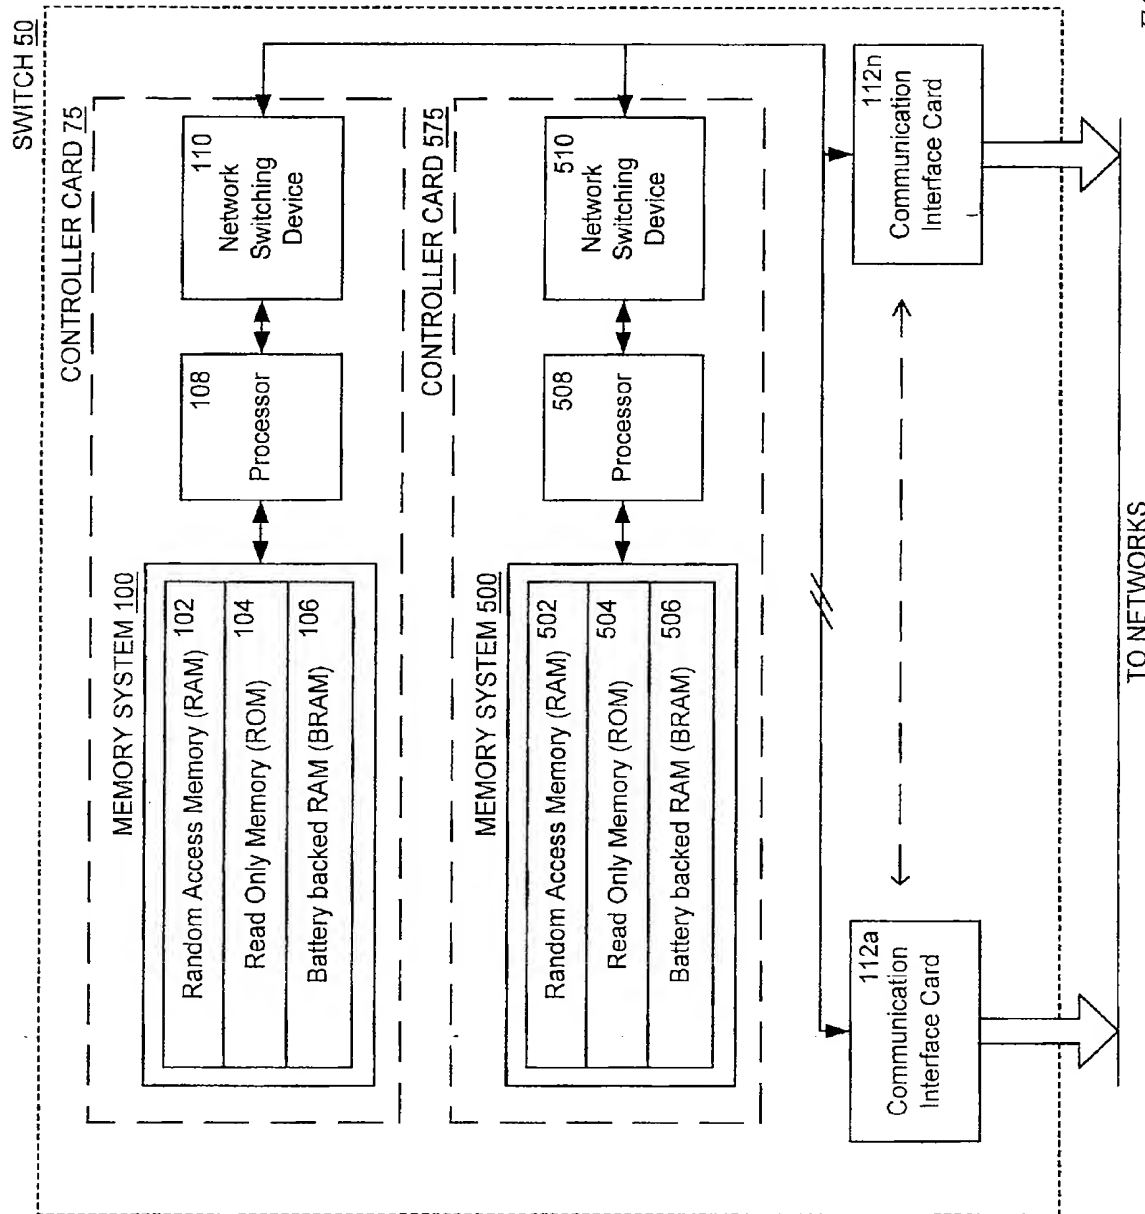 SWITCH 50
CONTROLLER CARD 75
MEMORY SYSTEM 100
Random Access Memory (RAM) 102
Read Only Memory (ROM) 104
Battery backed RAM (BRAM) 106
108
Processor
110
Network
Switching
Device
CONTROLLER CARD 575
MEMORY SYSTEM 500
Random Access Memory (RAM) 502
Read Only Memory (ROM) 504
Battery backed RAM (BRAM) 506
508
Processor
510
Network
Switching
Device
112a
Communication
Interface Card
112n
Communication
Interface Card
TO NETWORKS